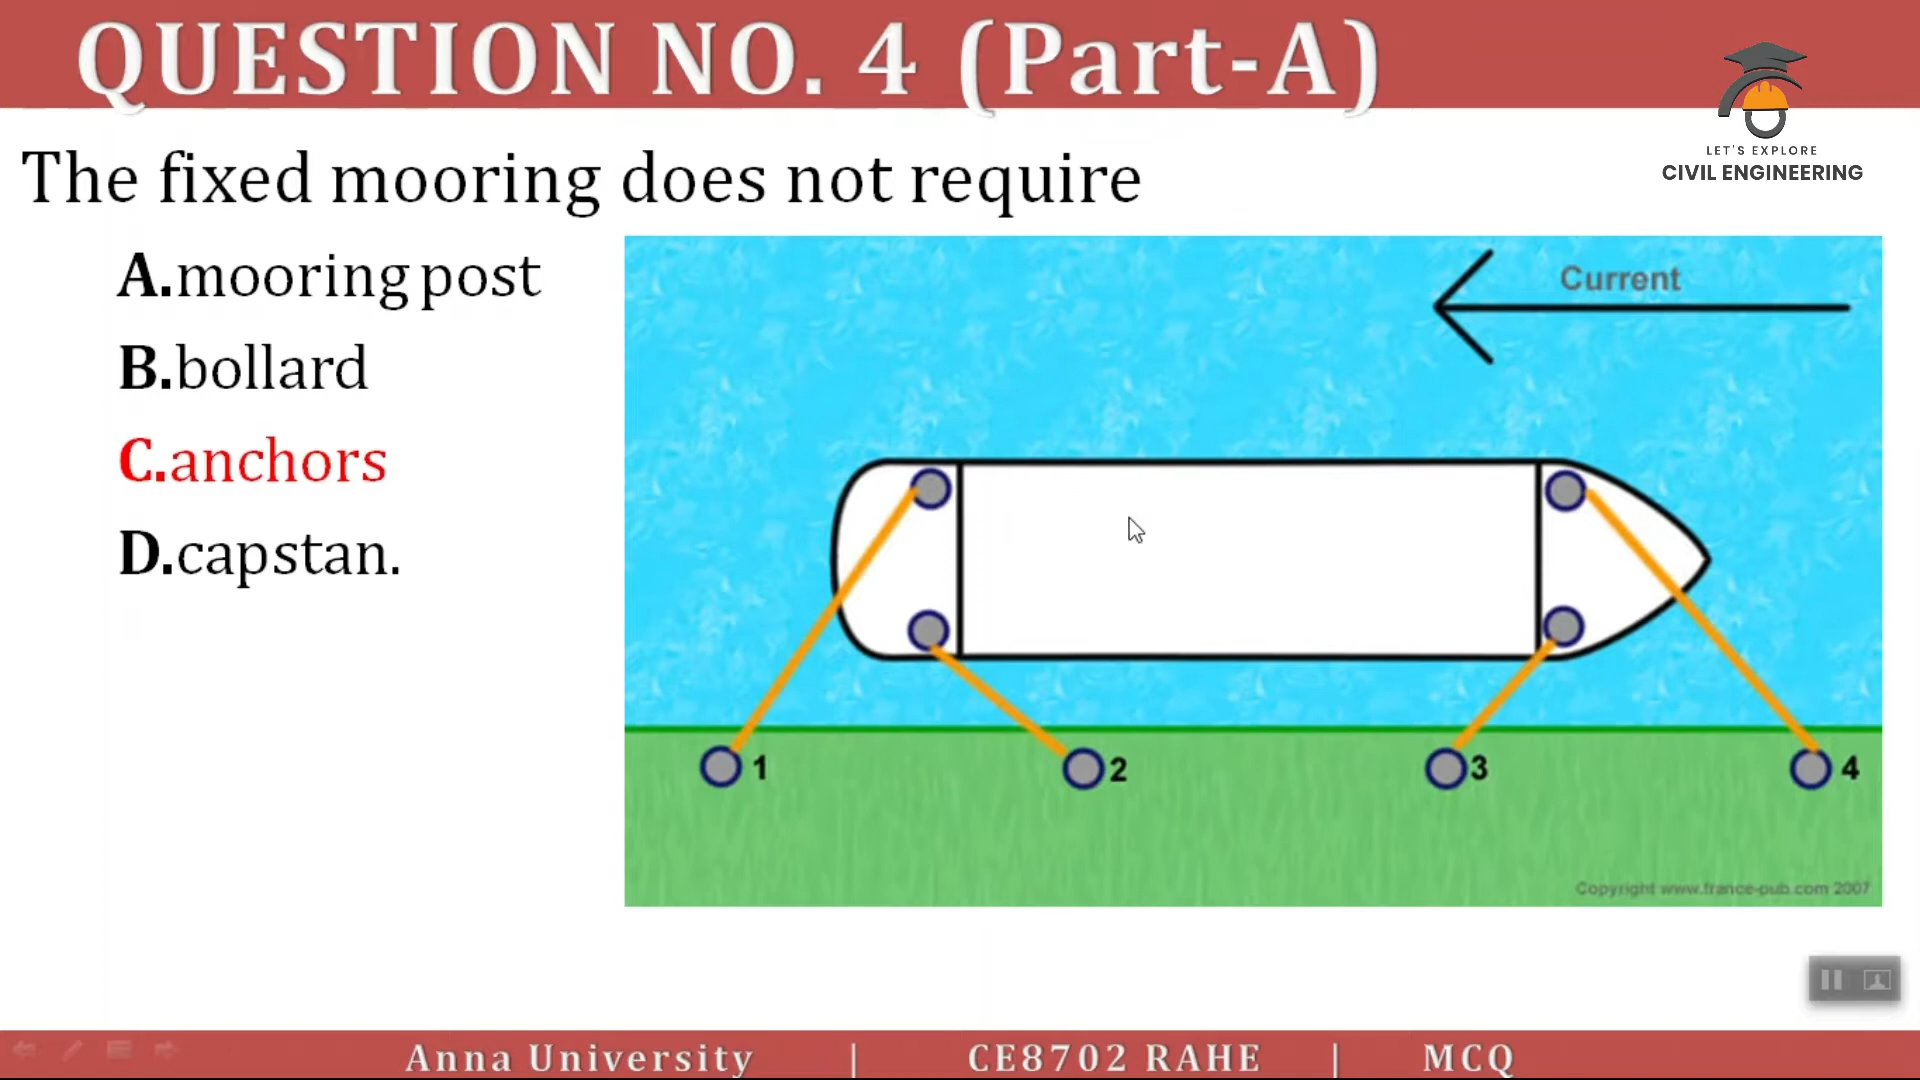 QUESTION NO. 4 (Part-A)
LET'S EXPLORE
CIVIL ENGINEERING
The fixed mooring does not require
A.mooring post
B.bollard
C.anchors
D.capstan.
Current
1
2
3
4
Copyright www.france-pub.com 2007
Anna University | CE8702 RAHE | MCQ